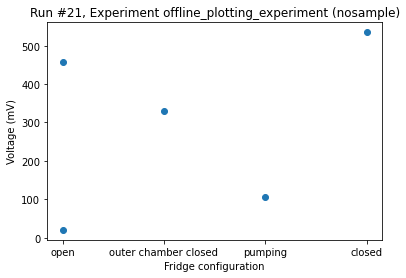 Run #21, Experiment offline_plotting_experiment (nosample)
500
400
300
200
100
0
Voltage (mV)
open outer chamber closed pumping closed
Fridge configuration